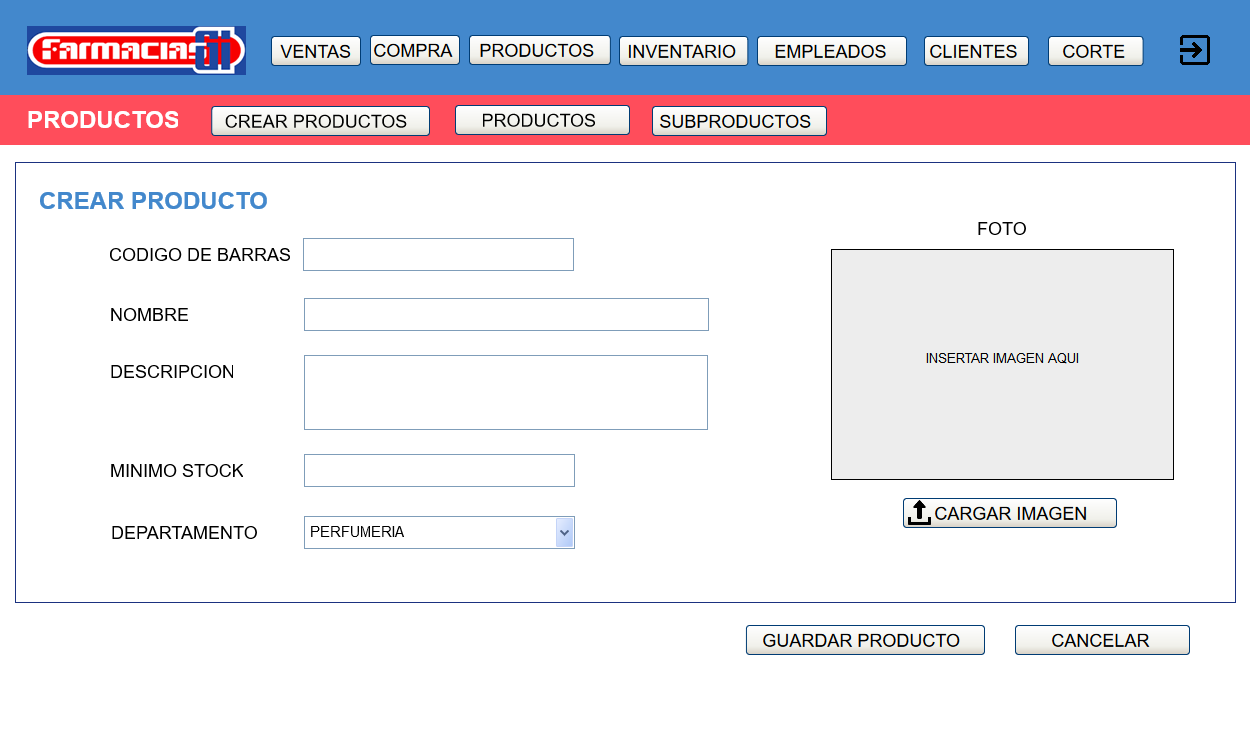 Farmacias SI
VENTAS COMPRA PRODUCTOS INVENTARIO EMPLEADOS CLIENTES CORTE
PRODUCTOS CREAR PRODUCTOS PRODUCTOS SUBPRODUCTOS
CREAR PRODUCTO
FOTO
CODIGO DE BARRAS
NOMBRE
INSERTAR IMAGEN AQUI
DESCRIPCION
MINIMO STOCK
CARGAR IMAGEN
DEPARTAMENTO PERFUMERIA
GUARDAR PRODUCTO CANCELAR